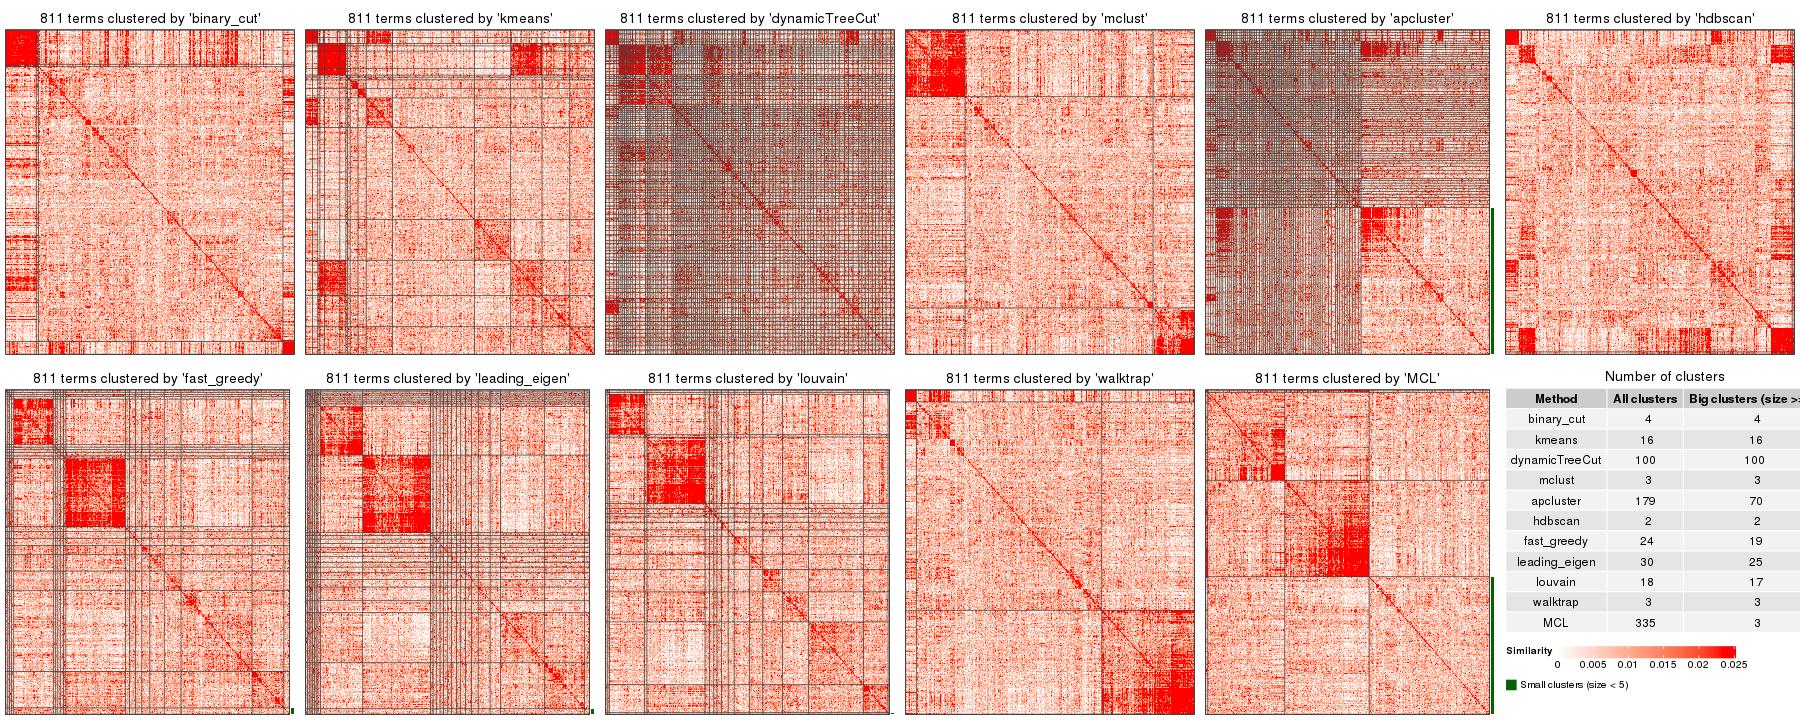 811 terms clustered by 'binary_cut'
811 terms clustered by 'kmeans'
811 terms clustered by 'dynamicTreeCut'
811 terms clustered by 'mclust'
811 terms clustered by 'apcluster'
811 terms clustered by 'hdbscan'
811 terms clustered by 'fast_greedy'
811 terms clustered by 'leading_eigen'
811 terms clustered by 'louvain'
811 terms clustered by 'walktrap'
811 terms clustered by 'MCL'
Number of clusters
Method All clusters Big clusters (size >
binary_cut 4 4
kmeans 16 16
dynamicTreeCut 100 100
mclust 3 3
apcluster 179 70
hdbscan 2 2
fast_greedy 24 19
leading_eigen 30 25
louvain 18 17
walktrap 3 3
MCL 335 3
Similarity
0 0.005 0.01 0.015 0.02 0.025
Small clusters (size < 5)